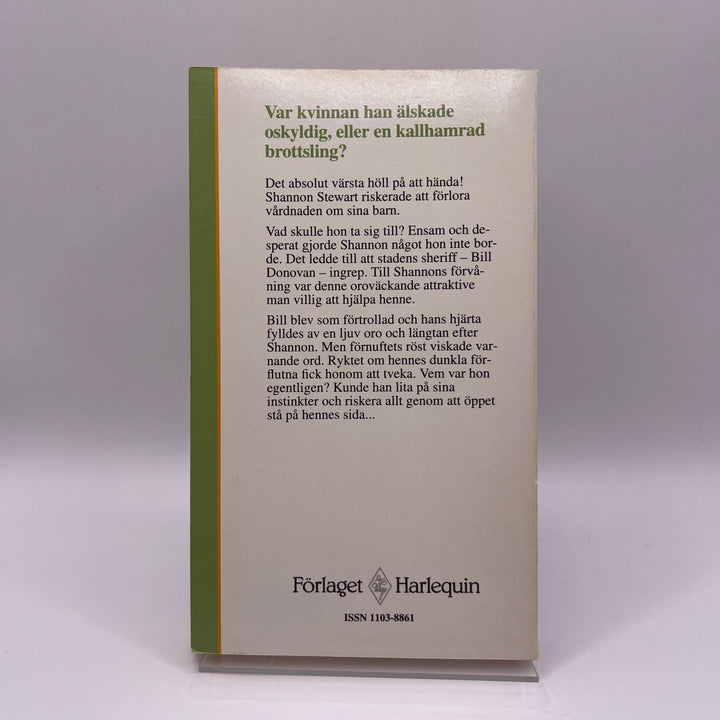 Var kvinnan han älskade
oskyldig, eller en kallhamrad
brottsling?
Det absolut värsta höll på att hända!
Shannon Stewart riskerade att förlora
vårdnaden om sina barn.
Vad skulle hon ta sig till? Ensam och de-
sperat gjorde Shannon något hon inte bor-
de. Det ledde till att stadens sheriff – Bill
Donovan – ingrep. Till Shannons förvå-
ning var denne oroväckande attraktive
man villig att hjälpa henne.
Bill blev som förtrollad och hans hjärta
fylldes av en ljuv oro och längtan efter
Shannon. Men förnuftets röst viskade var-
nande ord. Ryktet om hennes dunkla för-
flutna fick honom att tveka. Vem var hon
egentligen? Kunde han lita på sina
instinkter och riskera allt genom att öppet
stå på hennes sida...
Förlaget Harlequin
ISSN 1103-8861